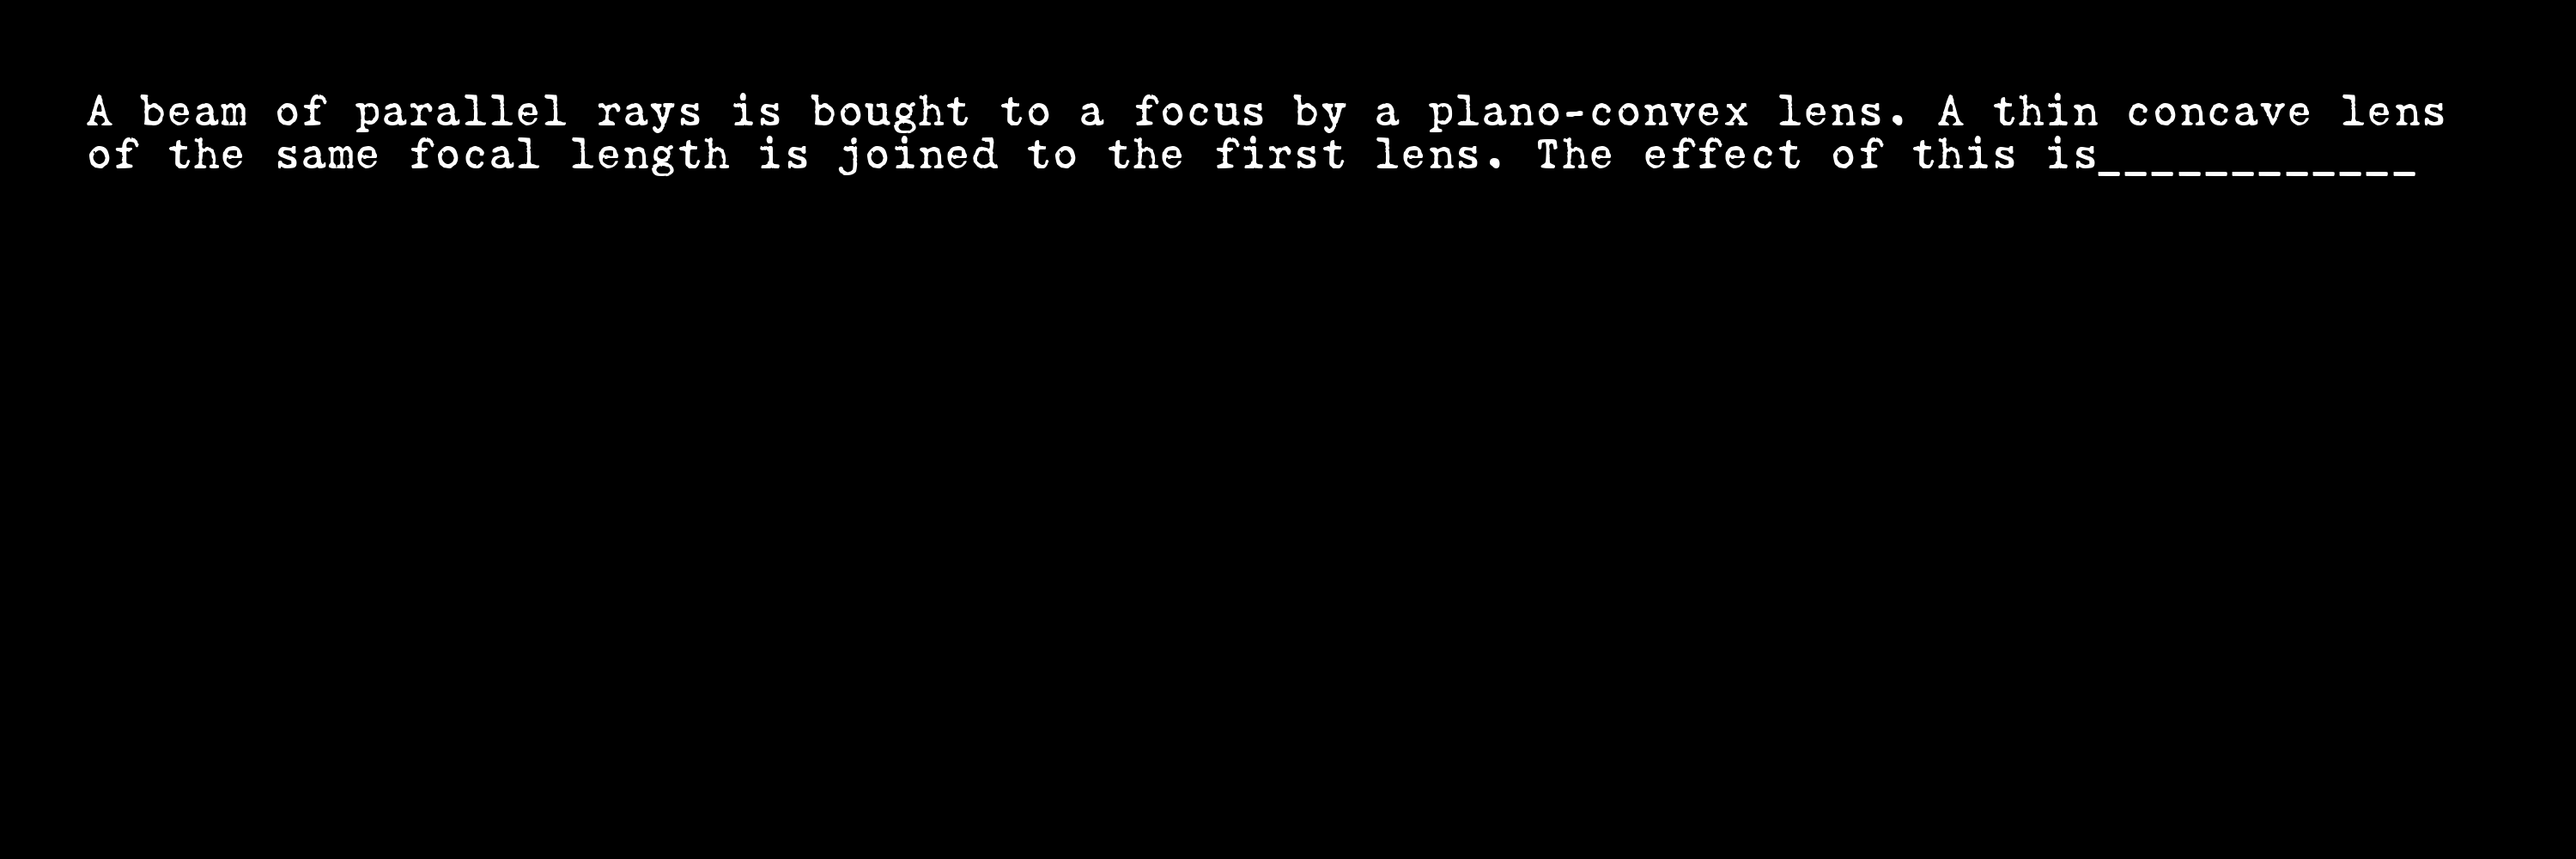 A beam of parallel rays is bought to a focus by a plano-convex lens. A thin concave lens
of the same focal length is joined to the first lens. The effect of this is____________